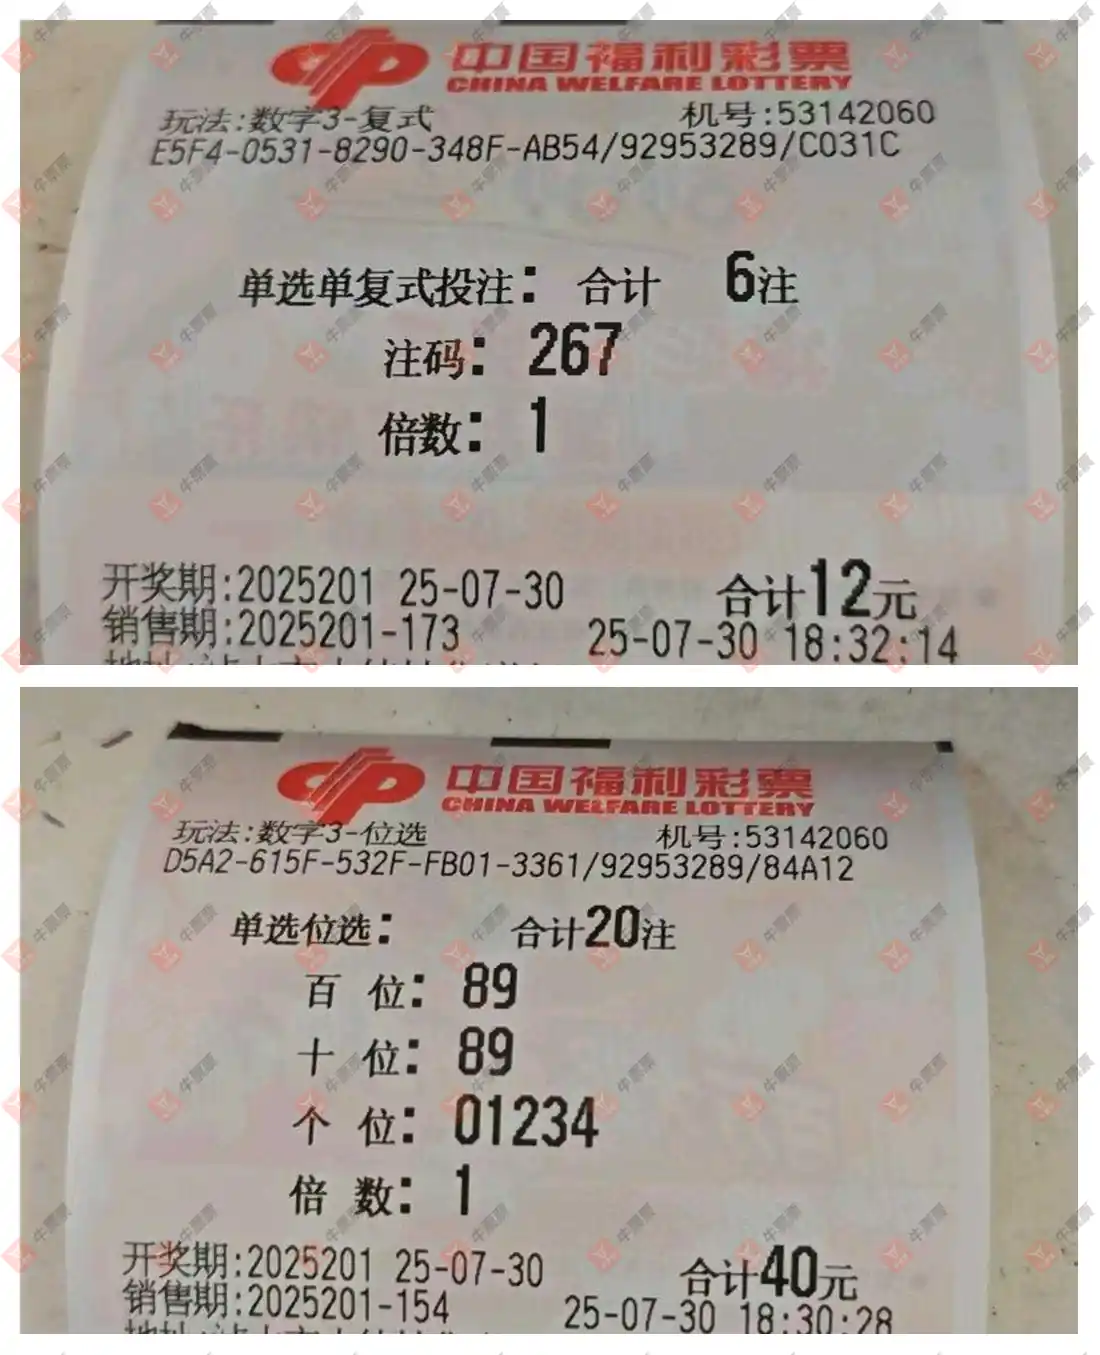 中国福利彩票
CHINA WELFARE LOTTERY
玩法:数字3-复式 机号:53142060
E5F4-0531-8290-348F-AB54/92953289/C031C
单选单复式投注: 合计 6注
注码: 267
倍数: 1
开奖期:2025201 25-07-30 合计12元
销售期:2025201-173 25-07-30 18:32:14
中国福利彩票
CHINA WELFARE LOTTERY
玩法:数字3-位选 机号:53142060
D5A2-615F-532F-FB01-3361/92953289/84A12
单选位选: 合计20注
百 位: 89
十 位: 89
个 位: 01234
倍 数: 1
开奖期:2025201 25-07-30 合计40元
销售期:2025201-154 25-07-30 18:30:28